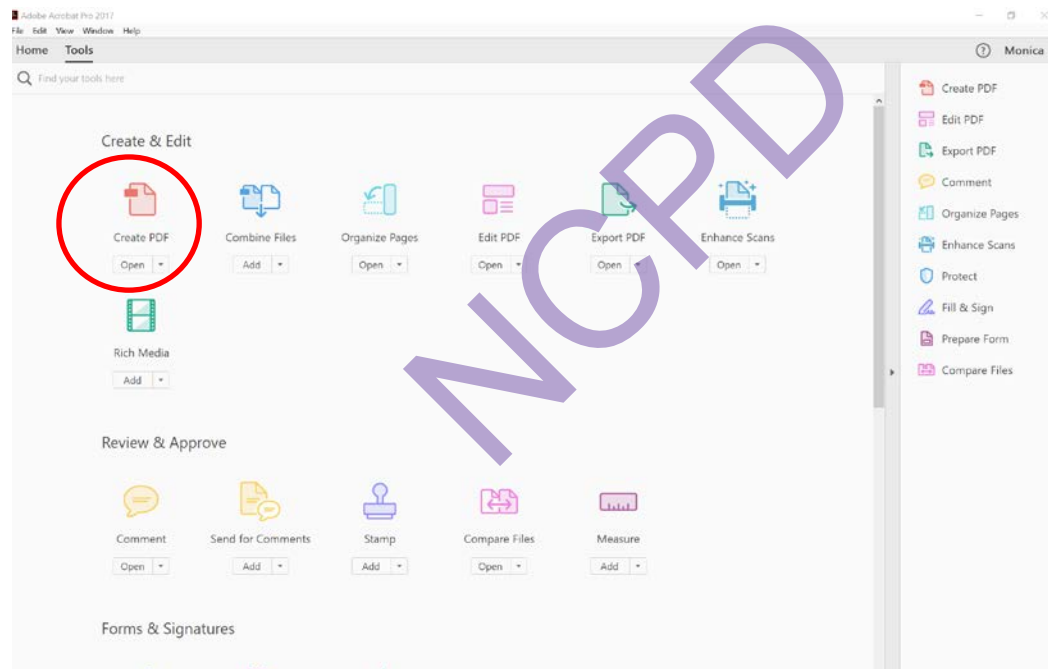 Adobe Acrobat Pro 2017
File Edit View Window Help
Home Tools
Monica
Find your tools here
Create & Edit
Create PDF Combine Files Organize Pages Edit PDF Export PDF Enhance Scans
Open Add Open Open Open Open
Rich Media
Add
Review & Approve
Comment Send for Comments Stamp Compare Files Measure
Open Add Add Open Add
Forms & Signatures
Create PDF
Edit PDF
Export PDF
Comment
Organize Pages
Enhance Scans
Protect
Fill & Sign
Prepare Form
Compare Files
NCPD